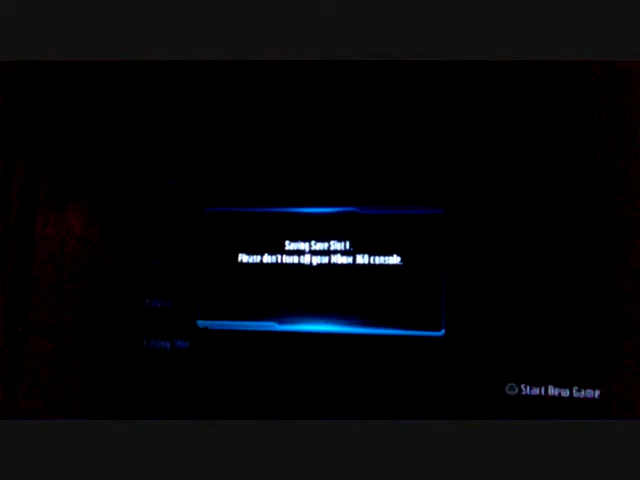 Saving Save Slot 1.
Please don't turn off your Xbox 360 console.
Start New Game